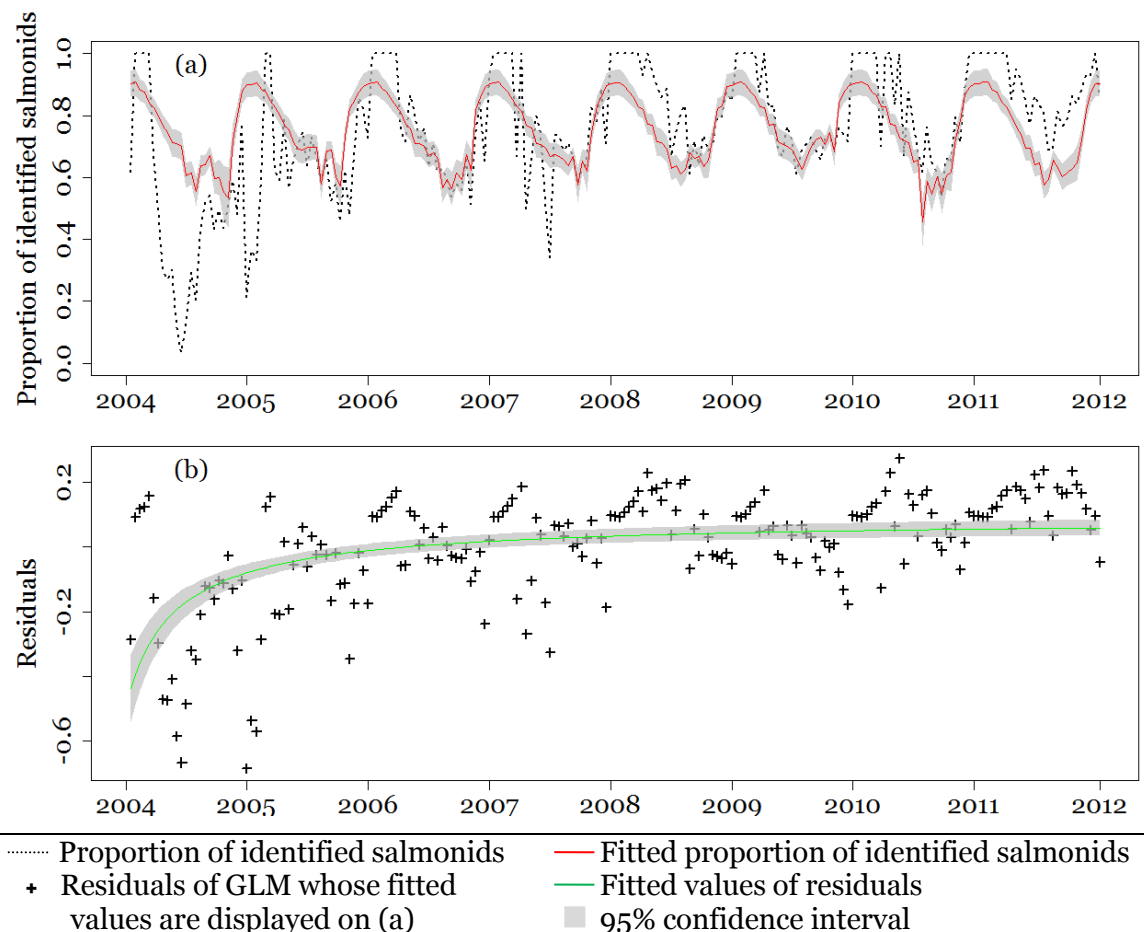 Proportion of identified salmonids
(a)
1.0
0.8
0.6
0.4
0.2
0.0
2004 2005 2006 2007 2008 2009 2010 2011 2012
Residuals
(b)
0.2
-0.2
-0.6
2004 2005 2006 2007 2008 2009 2010 2011 2012
Proportion of identified salmonids
Fitted proportion of identified salmonids
Residuals of GLM whose fitted
values are displayed on (a)
Fitted values of residuals
95% confidence interval